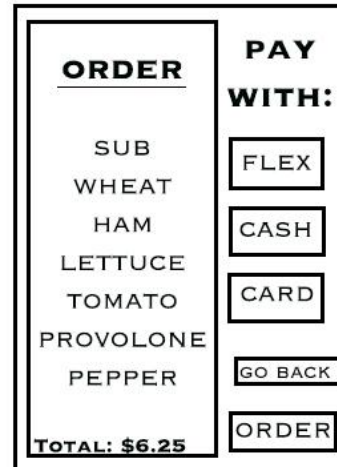 ORDER
SUB
WHEAT
HAM
LETTUCE
TOMATO
PROVOLONE
PEPPER
TOTAL: $6.25
PAY
WITH:
FLEX
CASH
CARD
GO BACK
ORDER